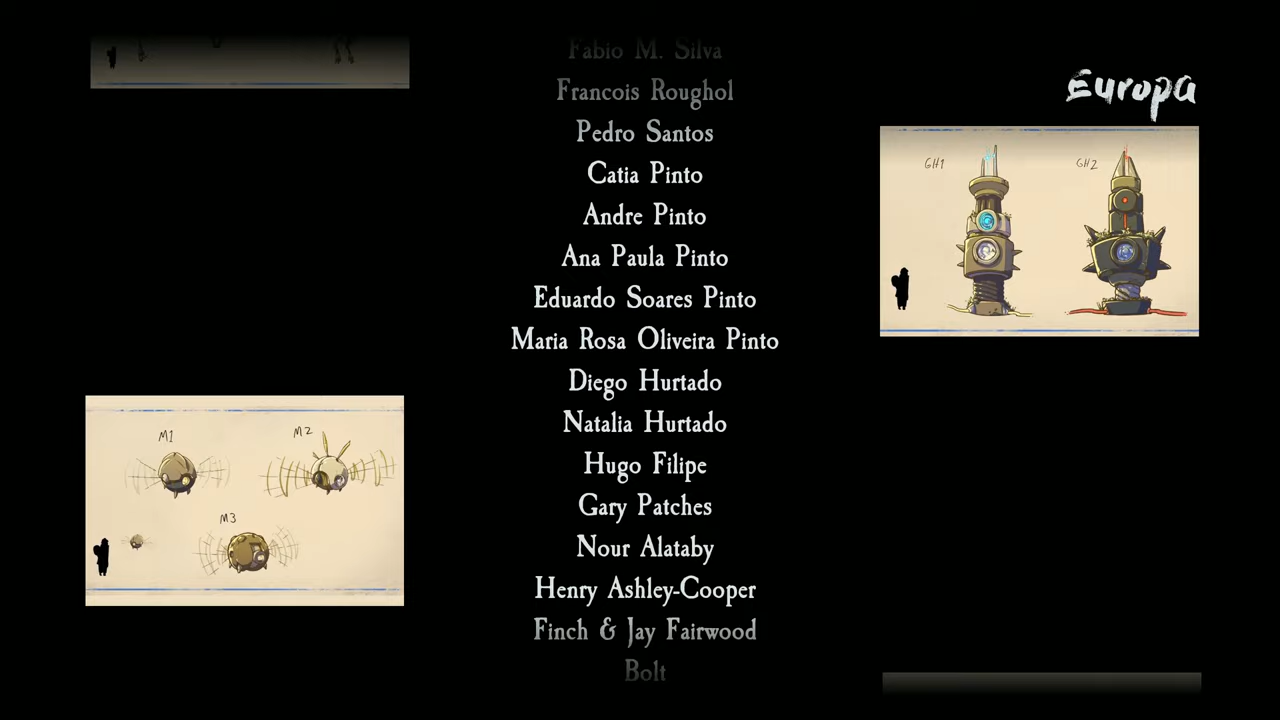 Fabio M. Silva
Francois Roughol
Pedro Santos
Catia Pinto
Andre Pinto
Ana Paula Pinto
Eduardo Soares Pinto
Maria Rosa Oliveira Pinto
Diego Hurtado
Natalia Hurtado
Hugo Filipe
Gary Patches
Nour Alataby
Henry Ashley-Cooper
Finch & Jay Fairwood
Bolt
Europa
GH1
GH2
M1
M2
M3